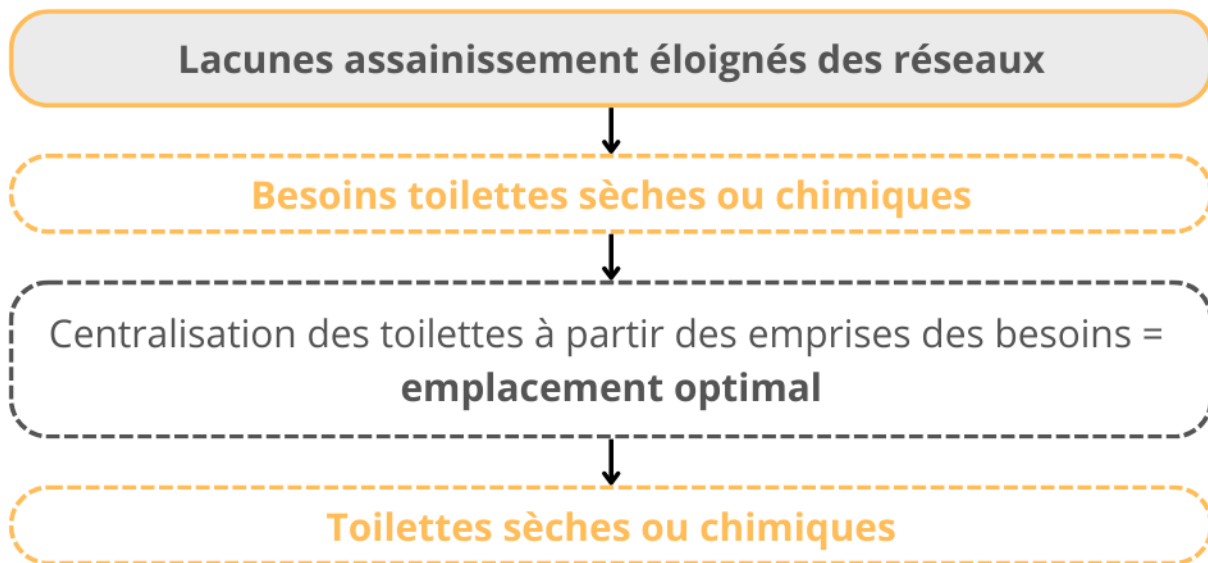 Lacunes assainissement éloignés des réseaux
Besoins toilettes sèches ou chimiques
Centralisation des toilettes à partir des emprises des besoins =
emplacement optimal
Toilettes sèches ou chimiques